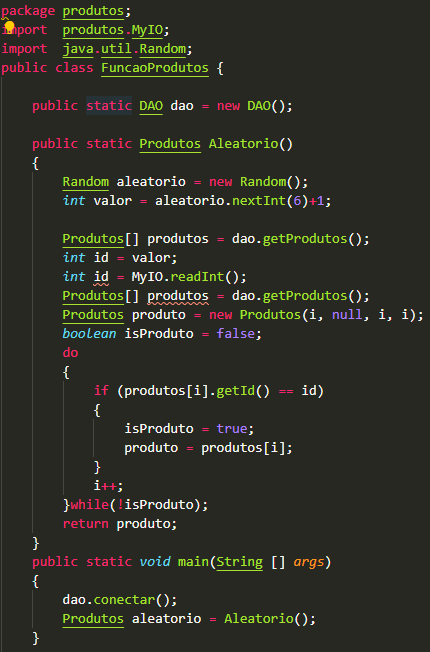 package produtos;
import  produtos.MyIO;
import  java.util.Random;
public class FuncaoProdutos {
public static DAO dao = new DAO();
public static Produtos Aleatorio()
{
Random aleatorio = new Random();
int valor = aleatorio.nextInt(6)+1;
Produtos[] produtos = dao.getProdutos();
int id = valor;
int id = MyIO.readInt();
Produtos[] produtos = dao.getProdutos();
Produtos produto = new Produtos(i, null, i, i);
boolean isProduto = false;
do
{
if (produtos[i].getId() == id)
{
isProduto = true;
produto = produtos[i];
}
i++;
}while(!isProduto);
return produto;
}
public static void main(String [] args)
{
dao.conectar();
Produtos aleatorio = Aleatorio();
}